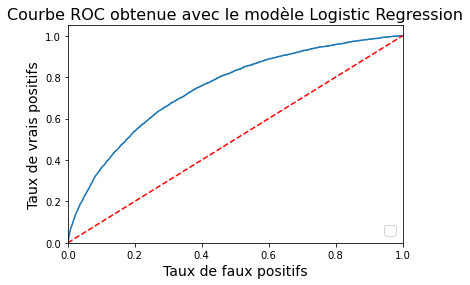 Courbe ROC obtenue avec le modèle Logistic Regression
Taux de vrais positifs
1.0
0.8
0.6
0.4
0.2
0.0
0.0 0.2 0.4 0.6 0.8 1.0
Taux de faux positifs